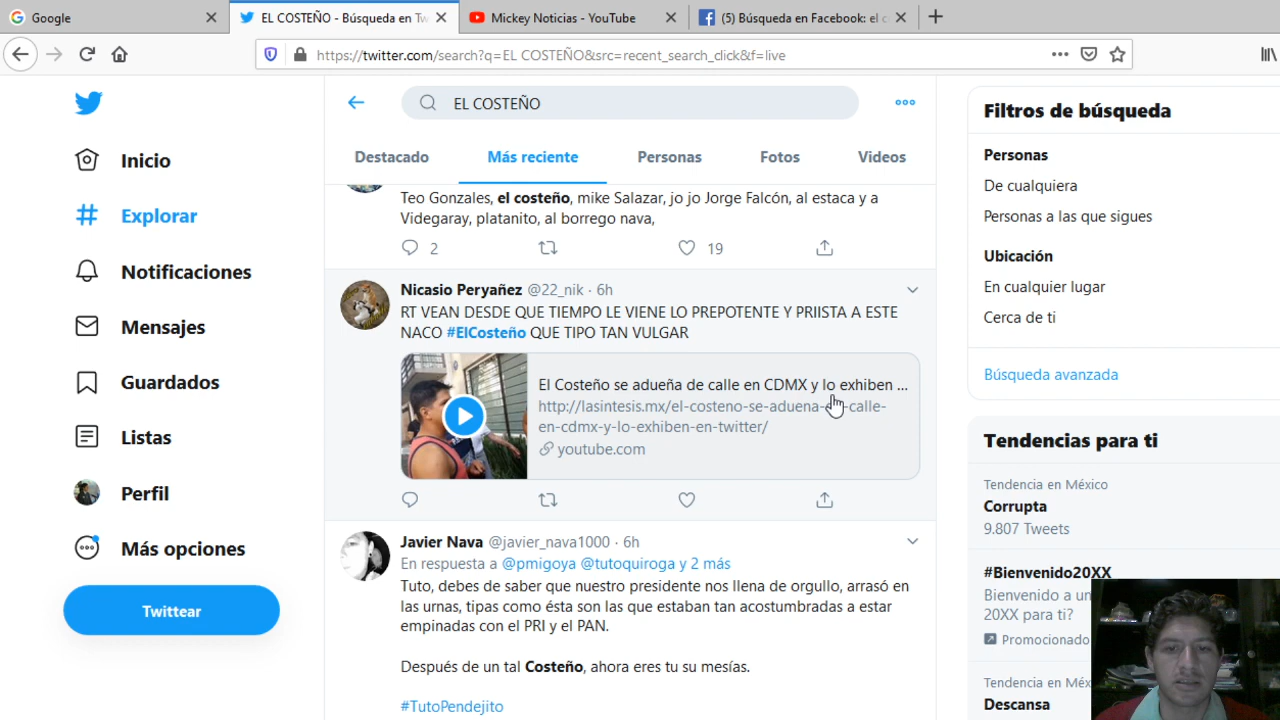 Google
EL COSTEÑO - Búsqueda en Tw
Mickey Noticias - YouTube
(5) Búsqueda en Facebook: el c
https://twitter.com/search?q=EL COSTEÑO&src=recent_search_click&f=live
EL COSTEÑO
Destacado
Más reciente
Personas
Fotos
Videos
Inicio
Explorar
Notificaciones
Mensajes
Guardados
Listas
Perfil
Más opciones
Twittear
Teo Gonzales, el costeño, mike Salazar, jo jo Jorge Falcón, al estaca y a
Videgaray, platanito, al borrego nava,
2
19
Nicasio Peryañez @22_nik · 6h
RT VEAN DESDE QUE TIEMPO LE VIENE LO PREPOTENTE Y PRIISTA A ESTE
NACO #ElCosteño QUE TIPO TAN VULGAR
El Costeño se adueña de calle en CDMX y lo exhiben ...
http://lasintesis.mx/el-costeno-se-aduena-de-calle-
en-cdmx-y-lo-exhiben-en-twitter/
youtube.com
Javier Nava @javier_nava1000 · 6h
En respuesta a @pmigoya @tutoquiroga y 2 más
Tuto, debes de saber que nuestro presidente nos llena de orgullo, arrasó en
las urnas, tipas como ésta son las que estaban tan acostumbradas a estar
empinadas con el PRI y el PAN.
Después de un tal Costeño, ahora eres tu su mesías.
#TutoPendejito
Filtros de búsqueda
Personas
De cualquiera
Personas a las que sigues
Ubicación
En cualquier lugar
Cerca de ti
Búsqueda avanzada
Tendencias para ti
Tendencia en México
Corrupta
9.807 Tweets
#Bienvenido20XX
Bienvenido a un
20XX para ti?
Promocionado
Tendencia en Méx
Descansa